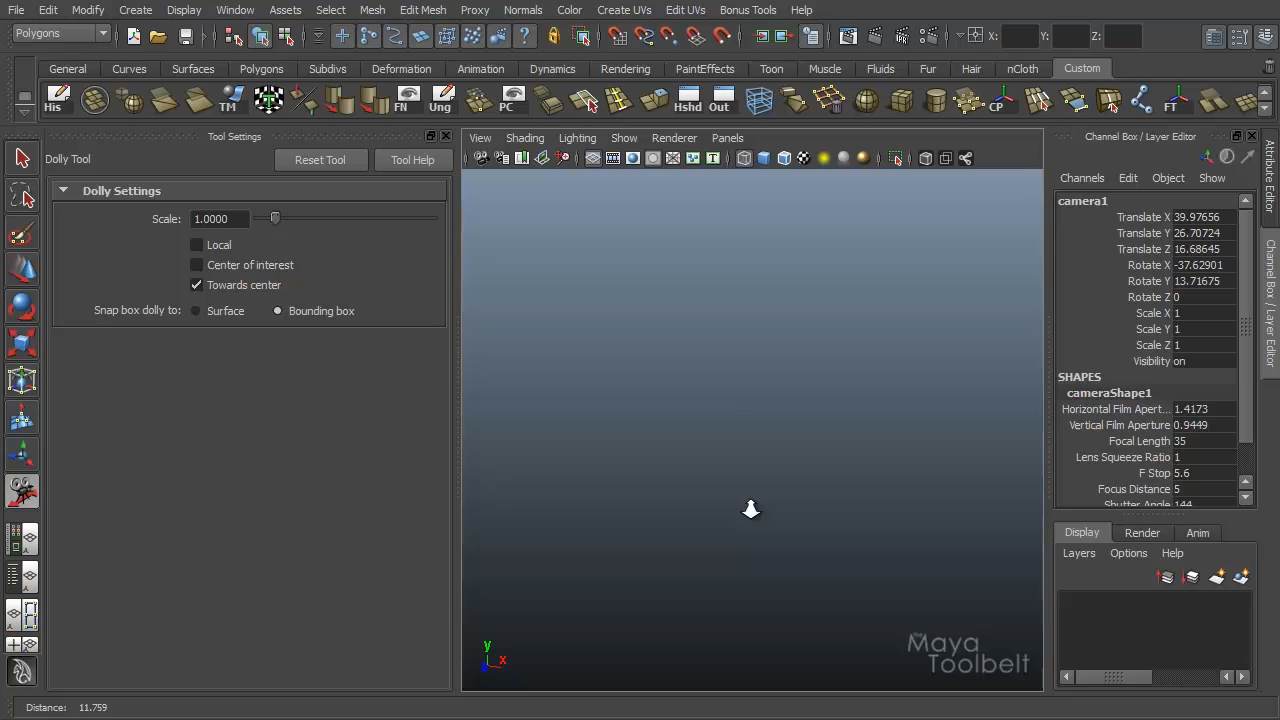 File Edit Modify Create Display Window Assets Select Mesh Edit Mesh Proxy Normals Color Create UVs Edit UVs Bonus Tools Help
Polygons X: Y: Z:
General Curves Surfaces Polygons Subdivs Deformation Animation Dynamics Rendering PaintEffects Toon Muscle Fluids Fur Hair nCloth Custom
His TM FN Ung PC Hshd Out CP FT
Tool Settings
Dolly Tool Reset Tool Tool Help
Dolly Settings
Scale: 1.0000
Local
Center of interest
Towards center
Snap box dolly to: Surface Bounding box
View Shading Lighting Show Renderer Panels
T
y
x
the
Maya
Toolbelt
Channel Box / Layer Editor
Channels Edit Object Show
camera1
Translate X 39.97656
Translate Y 26.70724
Translate Z 16.68645
Rotate X -37.62901
Rotate Y 13.71675
Rotate Z 0
Scale X 1
Scale Y 1
Scale Z 1
Visibility on
SHAPES
cameraShape1
Horizontal Film Apert... 1.4173
Vertical Film Aperture 0.9449
Focal Length 35
Lens Squeeze Ratio 1
F Stop 5.6
Focus Distance 5
Shutter Angle 144
Display Render Anim
Layers Options Help
Attribute Editor
Channel Box / Layer Editor
Distance: 11.759